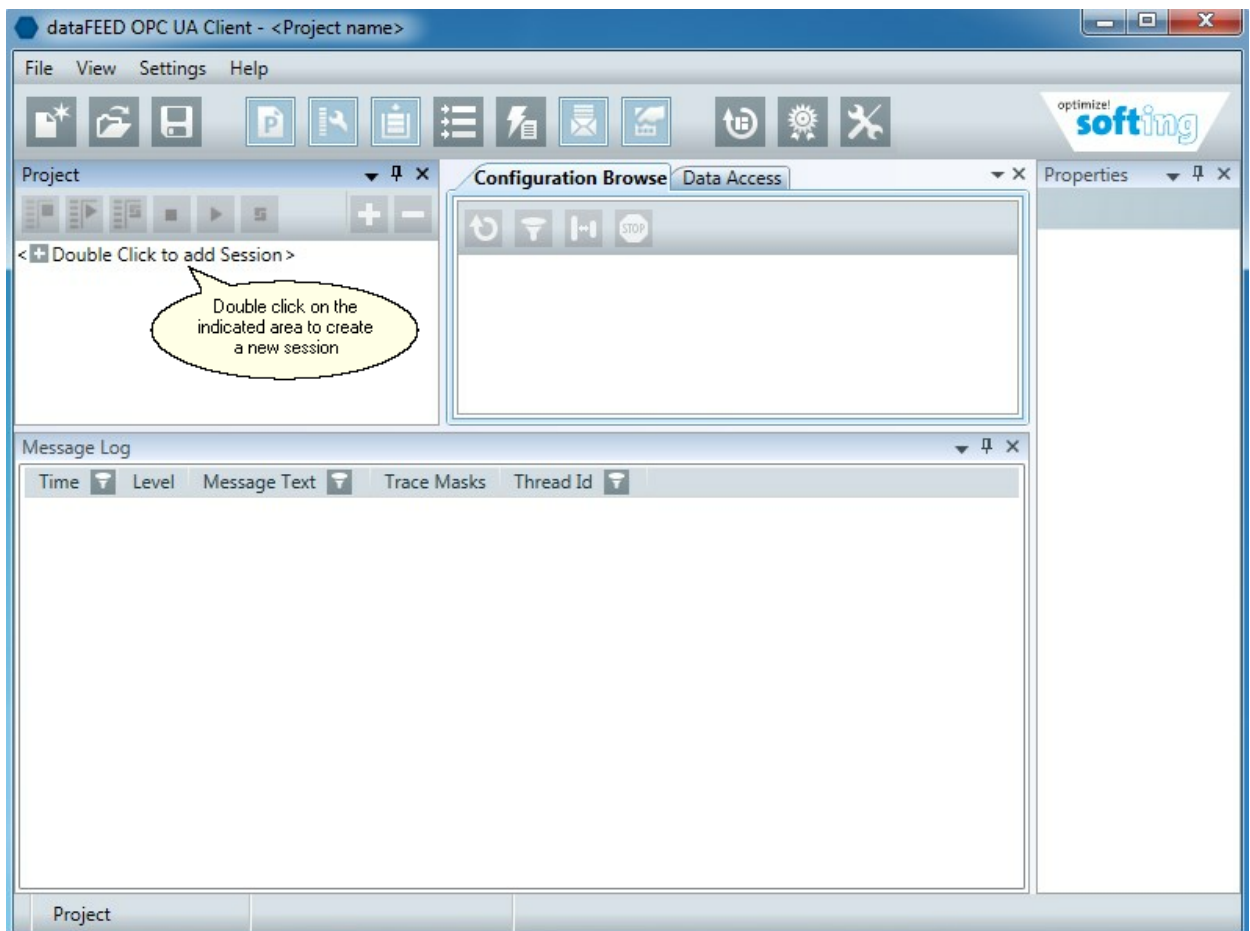 dataFEED OPC UA Client - <Project name>
File View Settings Help
P
optimize!
softing
Project
Configuration Browse Data Access
Properties
STOP
< Double Click to add Session >
Double click on the
indicated area to create
a new session
Message Log
Time Level Message Text Trace Masks Thread Id
Project